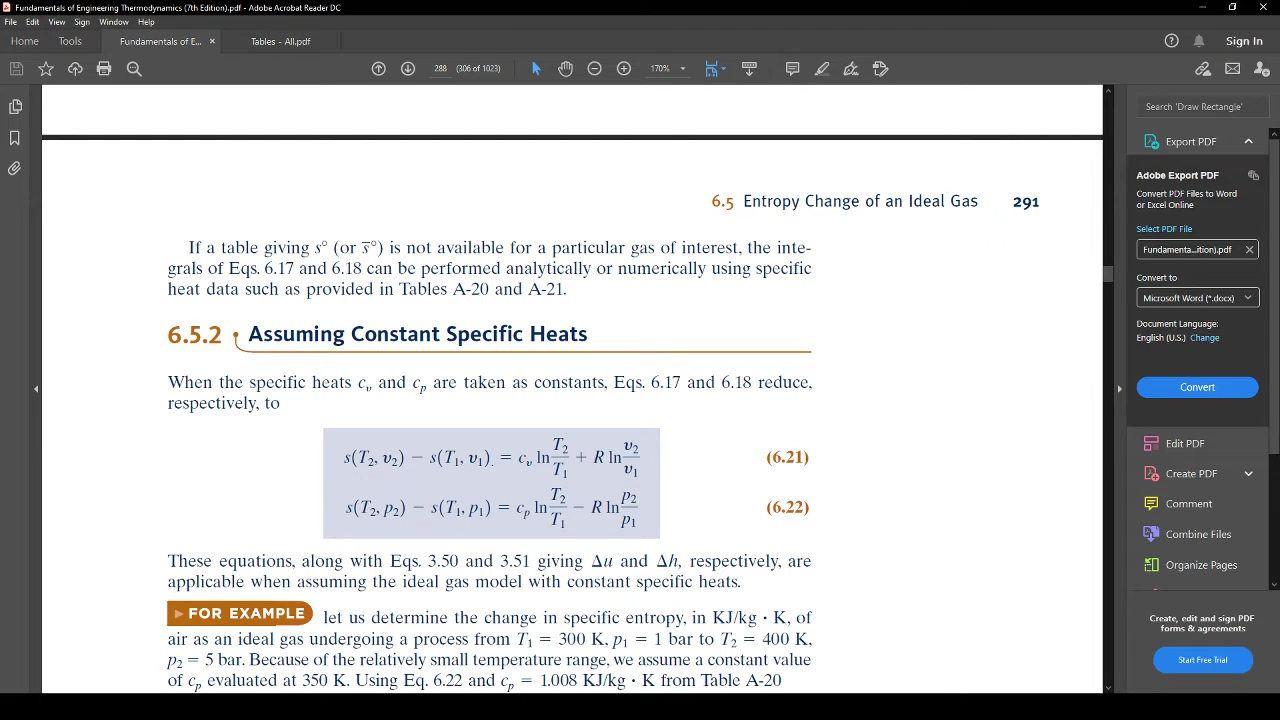 Fundamentals of Engineering Thermodynamics (7th Edition).pdf - Adobe Acrobat Reader DC
File Edit View Sign Window Help
Home Tools Fundamentals of E... × Tables - All.pdf Sign In
288 (306 of 1023) 170%
Search 'Draw Rectangle'
Export PDF
Adobe Export PDF
Convert PDF Files to Word
or Excel Online
Select PDF File
Fundamenta...ition).pdf ×
Convert to
Microsoft Word (*.docx)
Document Language:
English (U.S.) Change
Convert
Edit PDF
Create PDF
Comment
Combine Files
Organize Pages
Create, edit and sign PDF
forms & agreements
Start Free Trial
6.5 Entropy Change of an Ideal Gas 291
If a table giving s° (or s̄°) is not available for a particular gas of interest, the inte-
grals of Eqs. 6.17 and 6.18 can be performed analytically or numerically using specific
heat data such as provided in Tables A-20 and A-21.
6.5.2 Assuming Constant Specific Heats
When the specific heats cᵥ and cₚ are taken as constants, Eqs. 6.17 and 6.18 reduce,
respectively, to
s(T₂, v₂) − s(T₁, v₁) = cᵥ ln T₂/T₁ + R ln v₂/v₁ (6.21)
s(T₂, p₂) − s(T₁, p₁) = cₚ ln T₂/T₁ − R ln p₂/p₁ (6.22)
These equations, along with Eqs. 3.50 and 3.51 giving Δu and Δh, respectively, are
applicable when assuming the ideal gas model with constant specific heats.
FOR EXAMPLE let us determine the change in specific entropy, in KJ/kg · K, of
air as an ideal gas undergoing a process from T₁ = 300 K, p₁ = 1 bar to T₂ = 400 K,
p₂ = 5 bar. Because of the relatively small temperature range, we assume a constant value
of cₚ evaluated at 350 K. Using Eq. 6.22 and cₚ = 1.008 KJ/kg · K from Table A-20